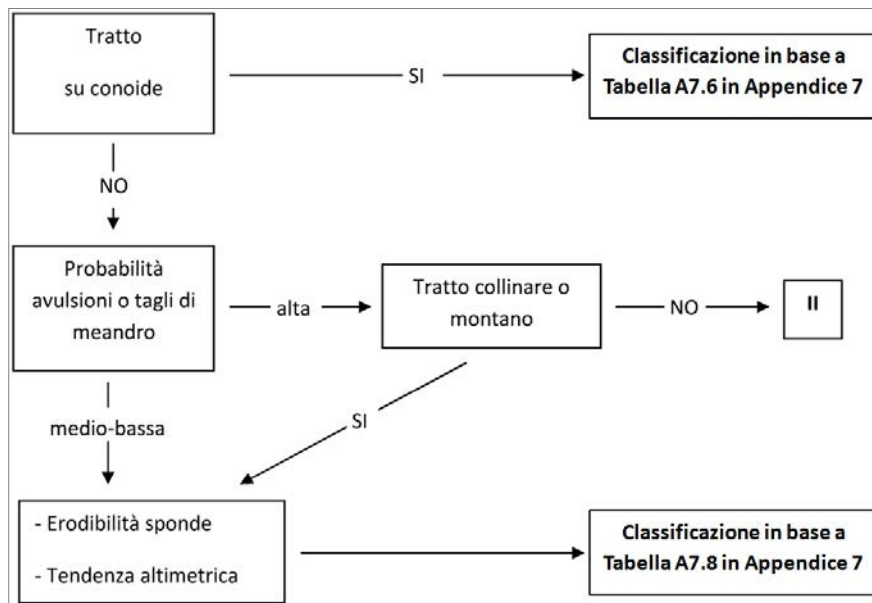 Tratto
su conoide
SI
Classificazione in base a
Tabella A7.6 in Appendice 7
NO
Probabilità
avulsioni o tagli di
meandro
alta
Tratto collinare o
montano
NO
II
medio-bassa
SI
- Erodibilità sponde
- Tendenza altimetrica
Classificazione in base a
Tabella A7.8 in Appendice 7